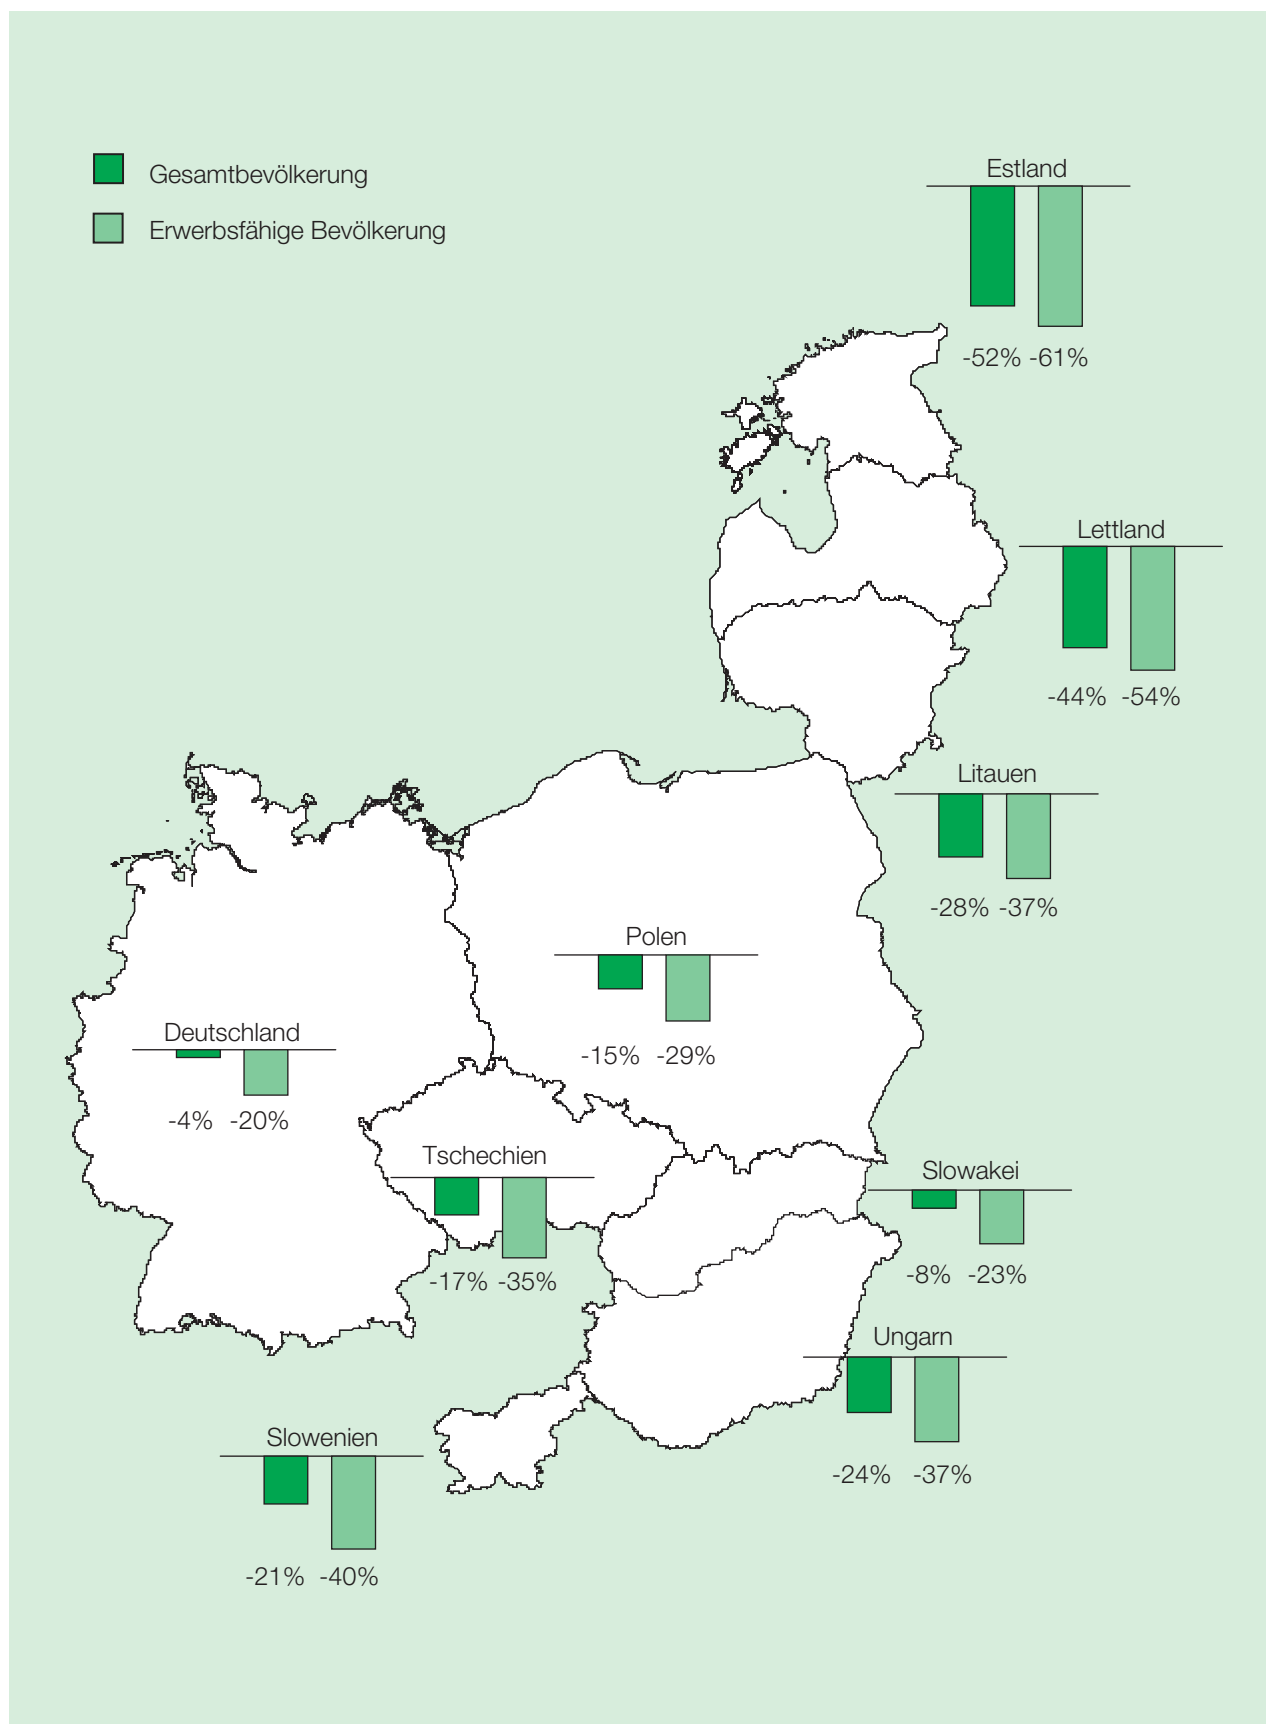 Gesamtbevölkerung
Erwerbsfähige Bevölkerung
Estland
-52% -61%
Lettland
-44% -54%
Litauen
-28% -37%
Polen
-15% -29%
Deutschland
-4% -20%
Tschechien
-17% -35%
Slowakei
-8% -23%
Ungarn
-24% -37%
Slowenien
-21% -40%